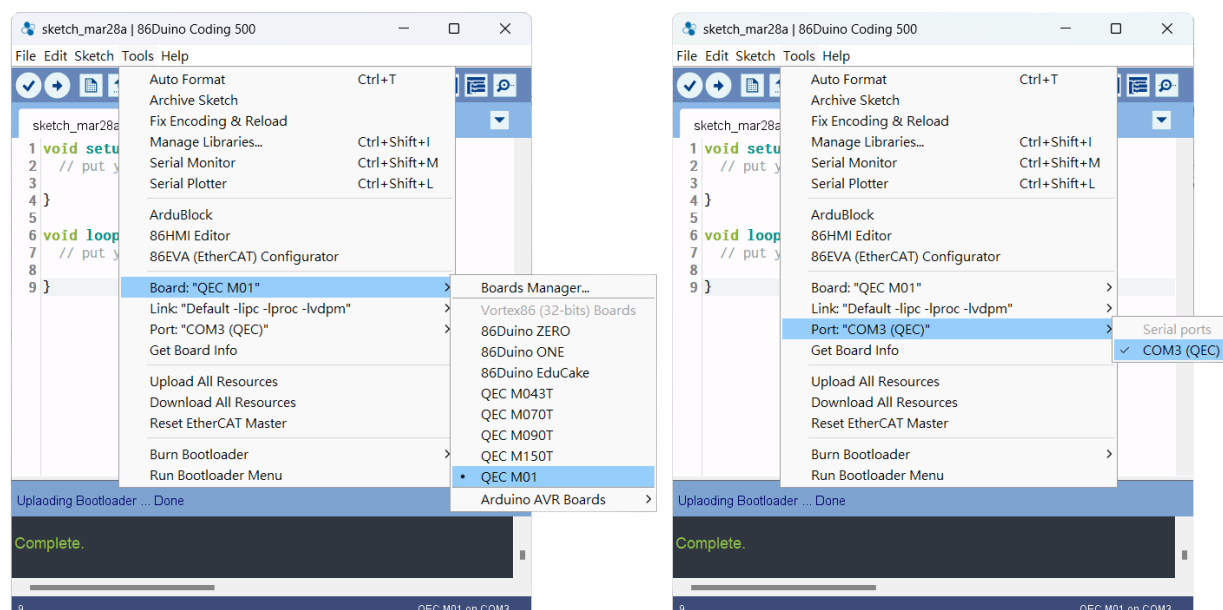 sketch_mar28a | 86Duino Coding 500
File Edit Sketch Tools Help
sketch_mar28a
1 void setu
2 // put y
3
4 }
5
6 void loop
7 // put y
8
9 }
Auto Format Ctrl+T
Archive Sketch
Fix Encoding & Reload
Manage Libraries... Ctrl+Shift+I
Serial Monitor Ctrl+Shift+M
Serial Plotter Ctrl+Shift+L
ArduBlock
86HMI Editor
86EVA (EtherCAT) Configurator
Board: "QEC M01"
Link: "Default -lipc -lproc -lvdpm"
Port: "COM3 (QEC)"
Get Board Info
Upload All Resources
Download All Resources
Reset EtherCAT Master
Burn Bootloader
Run Bootloader Menu
Boards Manager...
Vortex86 (32-bits) Boards
86Duino ZERO
86Duino ONE
86Duino EduCake
QEC M043T
QEC M070T
QEC M090T
QEC M150T
QEC M01
Arduino AVR Boards
Uplaoding Bootloader ... Done
Complete.
9 QEC M01 on COM3
sketch_mar28a | 86Duino Coding 500
File Edit Sketch Tools Help
sketch_mar28a
1 void setu
2 // put y
3
4 }
5
6 void loop
7 // put y
8
9 }
Auto Format Ctrl+T
Archive Sketch
Fix Encoding & Reload
Manage Libraries... Ctrl+Shift+I
Serial Monitor Ctrl+Shift+M
Serial Plotter Ctrl+Shift+L
ArduBlock
86HMI Editor
86EVA (EtherCAT) Configurator
Board: "QEC M01"
Link: "Default -lipc -lproc -lvdpm"
Port: "COM3 (QEC)"
Get Board Info
Upload All Resources
Download All Resources
Reset EtherCAT Master
Burn Bootloader
Run Bootloader Menu
Serial ports
COM3 (QEC)
Uplaoding Bootloader ... Done
Complete.
9 QEC M01 on COM3